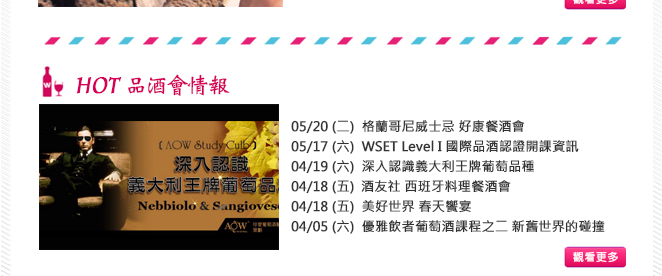 觀看更多
HOT 品酒會情報
【AOW Study Culb】
深入認識
義大利王牌葡萄品
Nebbiolo & Sangiovese
AOW
05/20 (二) 格蘭哥尼威士忌 好康餐酒會
05/17 (六) WSET Level I 國際品酒認證開課資訊
04/19 (六) 深入認識義大利王牌葡萄品種
04/18 (五) 酒友社 西班牙料理餐酒會
04/18 (五) 美好世界 春天饗宴
04/05 (六) 優雅飲者葡萄酒課程之二 新舊世界的碰撞
觀看更多